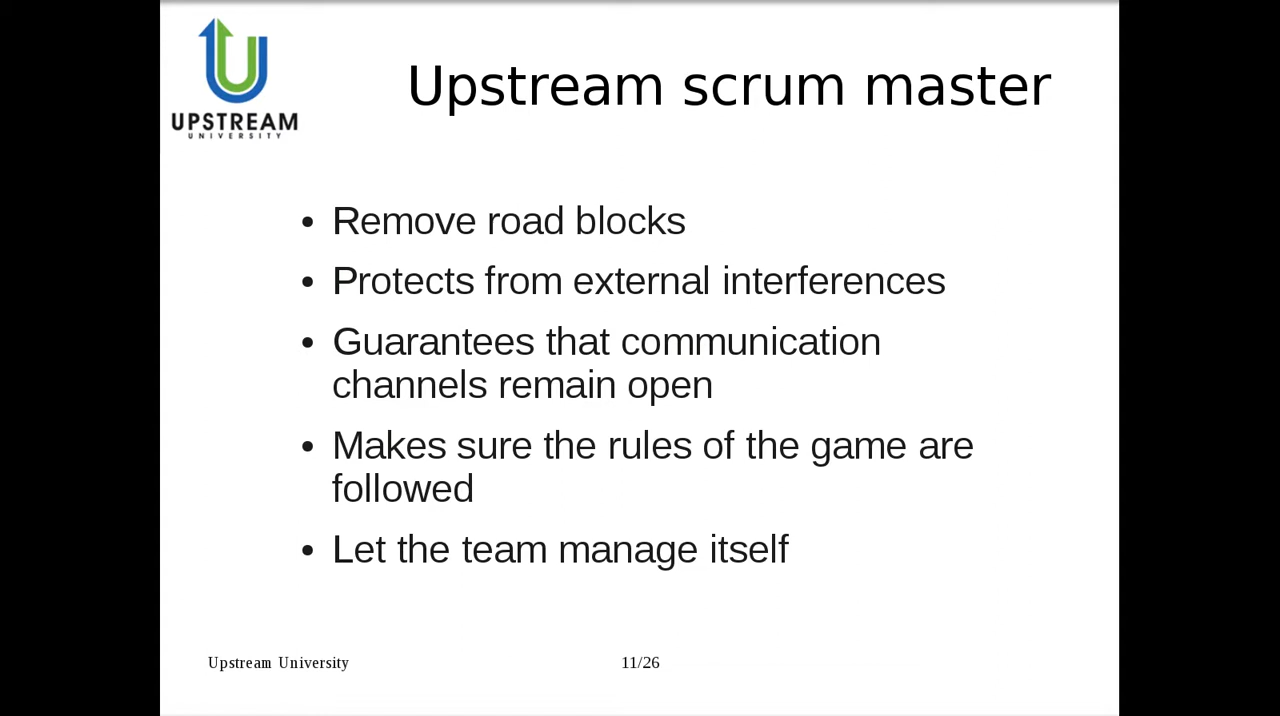 UPSTREAM
UNIVERSITY
Upstream scrum master
• Remove road blocks
• Protects from external interferences
• Guarantees that communication
channels remain open
• Makes sure the rules of the game are
followed
• Let the team manage itself
Upstream University
11/26